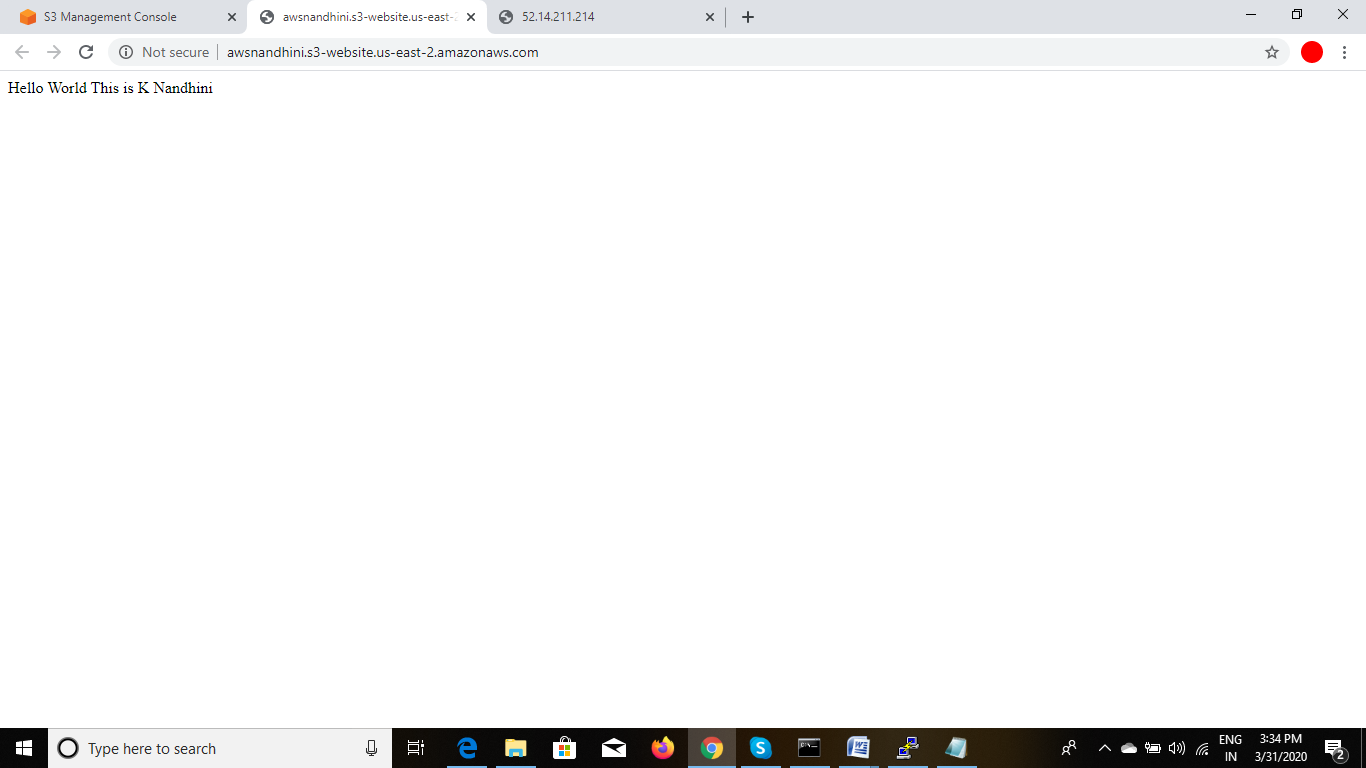 S3 Management Console
awsnandhini.s3-website.us-east-2
52.14.211.214
Not secure
awsnandhini.s3-website.us-east-2.amazonaws.com
Hello World This is K Nandhini
Type here to search
ENG
IN
3:34 PM
3/31/2020
2